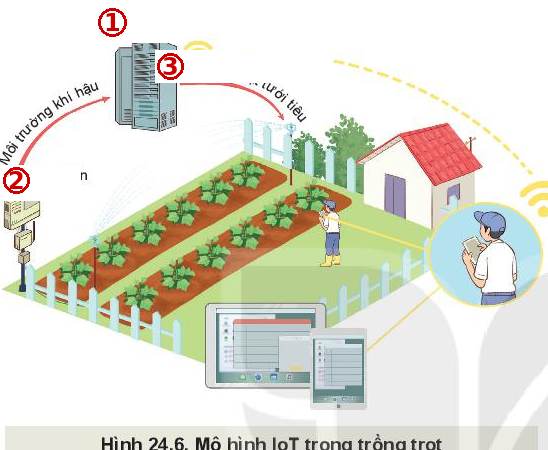 ①
③
tưới tiêu
Môi trường khí hậu
②
n
Hình 24.6. Mô hình IoT trong trồng trọt